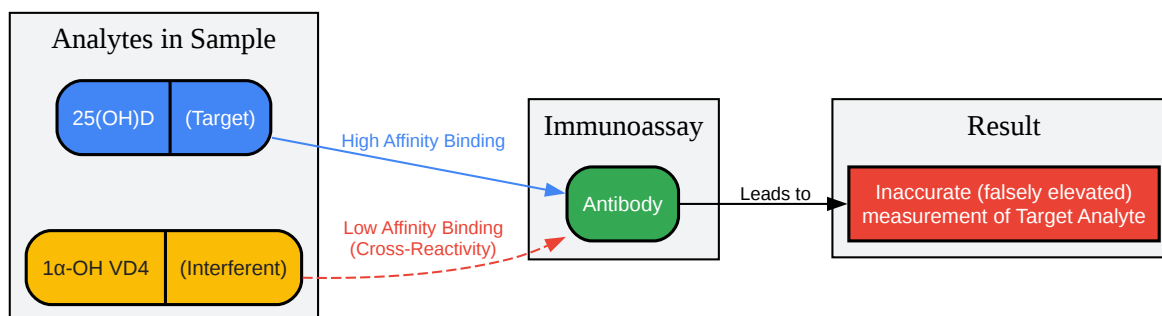 Analytes in Sample
25(OH)D (Target)
High Affinity Binding
Low Affinity Binding
(Cross-Reactivity)
1α-OH VD4 (Interferent)
Immunoassay
Antibody
Leads to
Result
Inaccurate (falsely elevated)
measurement of Target Analyte